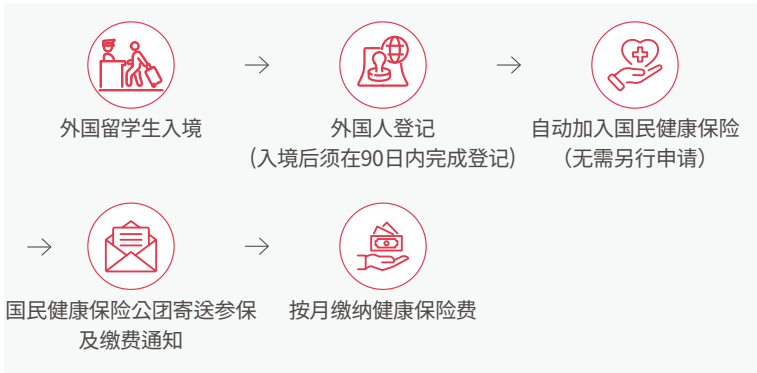 外国留学生入境
外国人登记
(入境后须在90日内完成登记)
自动加入国民健康保险
（无需另行申请）
国民健康保险公团寄送参保
及缴费通知
按月缴纳健康保险费